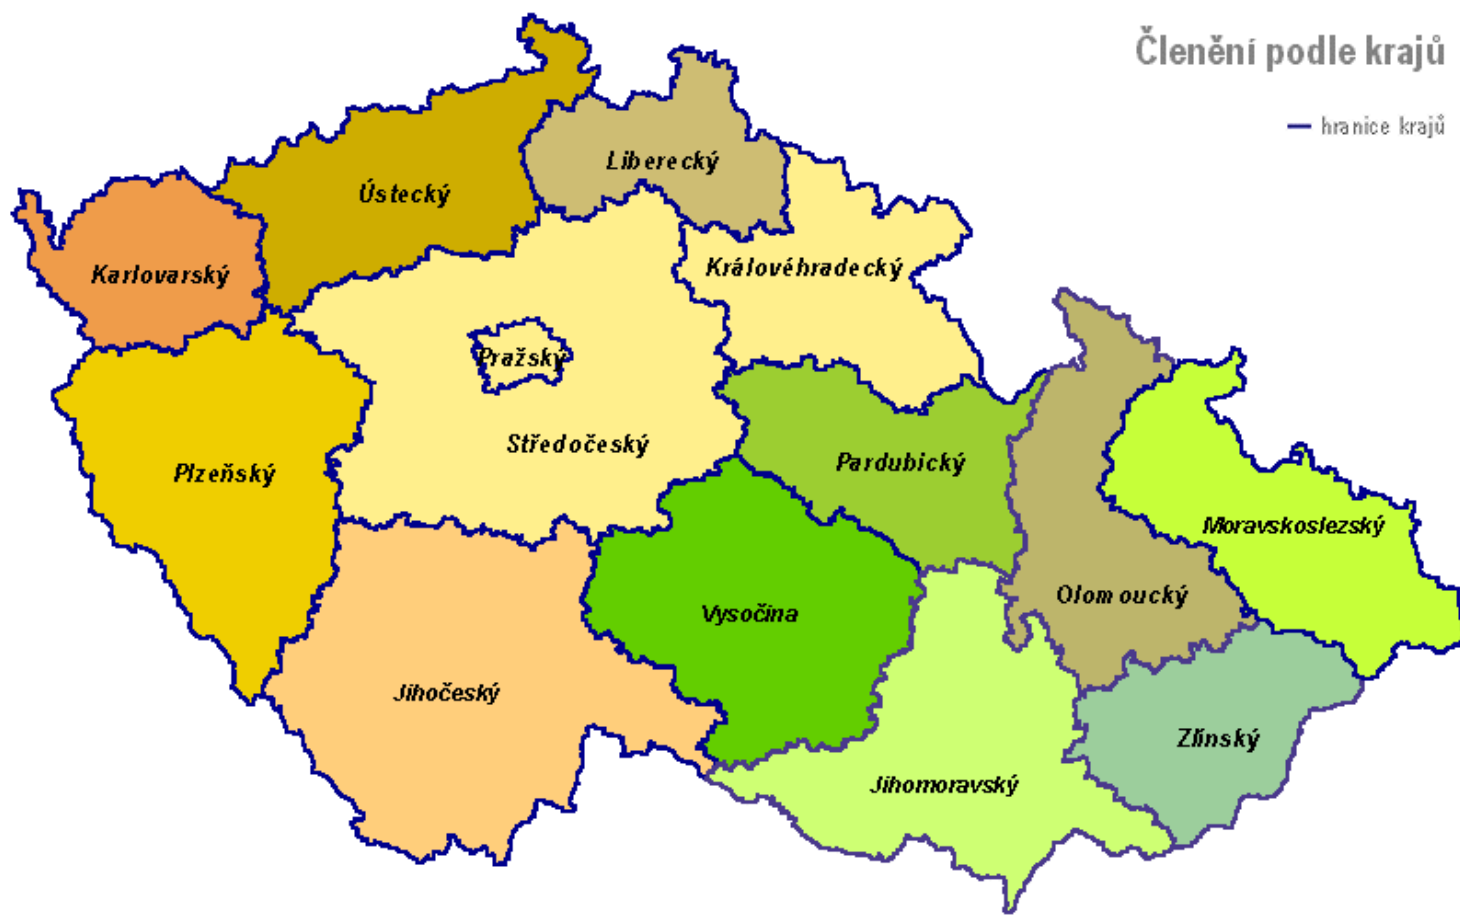 Členění podle krajů
hranice krajů
Liberecký
Ústecký
Karlovarský
Královéhradecký
Pražský
Středočeský
Plzeňský
Pardubický
Moravskoslezský
Olomoucký
Vysočina
Jihočeský
Zlínský
Jihomoravský